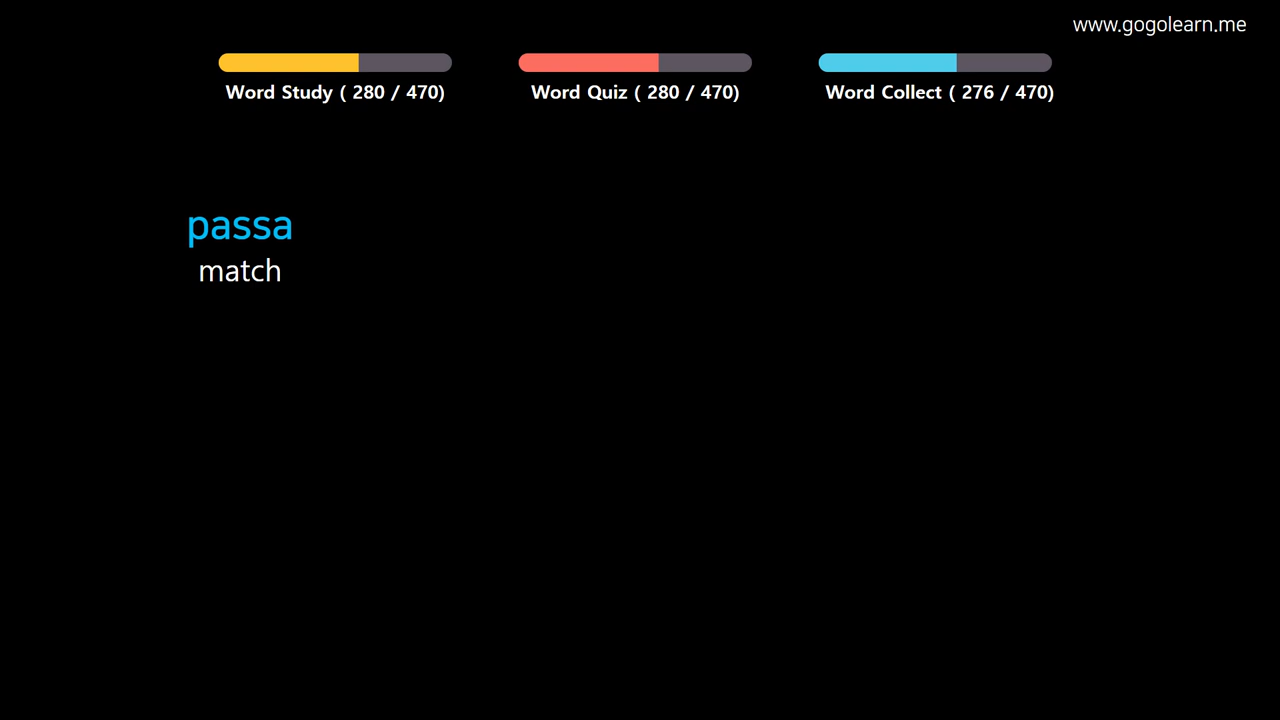 www.gogolearn.me
Word Study ( 280 / 470)
Word Quiz ( 280 / 470)
Word Collect ( 276 / 470)
passa
match